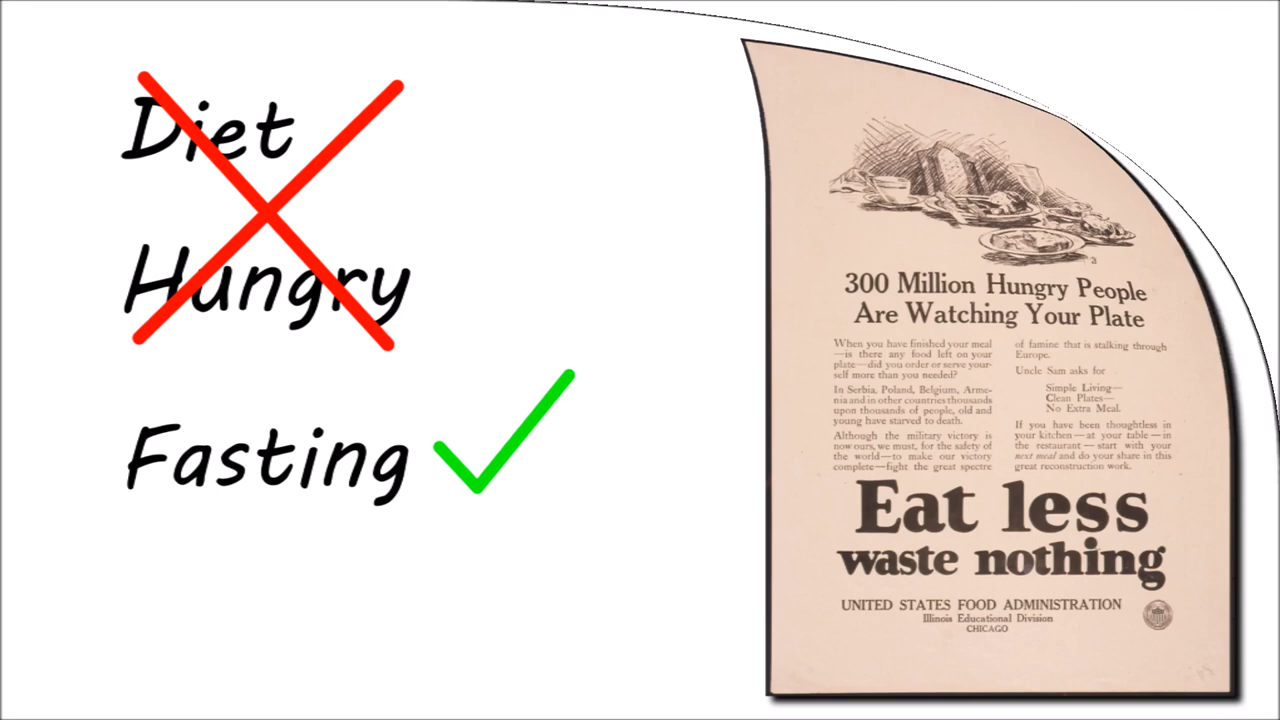 Diet
Hungry
Fasting
300 Million Hungry People
Are Watching Your Plate
When you have finished your meal
—is there any food left on your
plate—did you order or serve your-
self more than you needed?
In Serbia, Poland, Belgium, Arme-
nia and in other countries thousands
upon thousands of people, old and
young have starved to death.
Although the military victory is
now ours, we must, for the safety of
the world—to make our victory
complete—fight the great spectre
of famine that is stalking through
Europe.
Uncle Sam asks for
Simple Living—
Clean Plates—
No Extra Meal.
If you have been thoughtless in
your kitchen—at your table—in
the restaurant—start with your
next meal and do your share in this
great reconstruction work.
Eat less
waste nothing
UNITED STATES FOOD ADMINISTRATION
Illinois Educational Division
CHICAGO